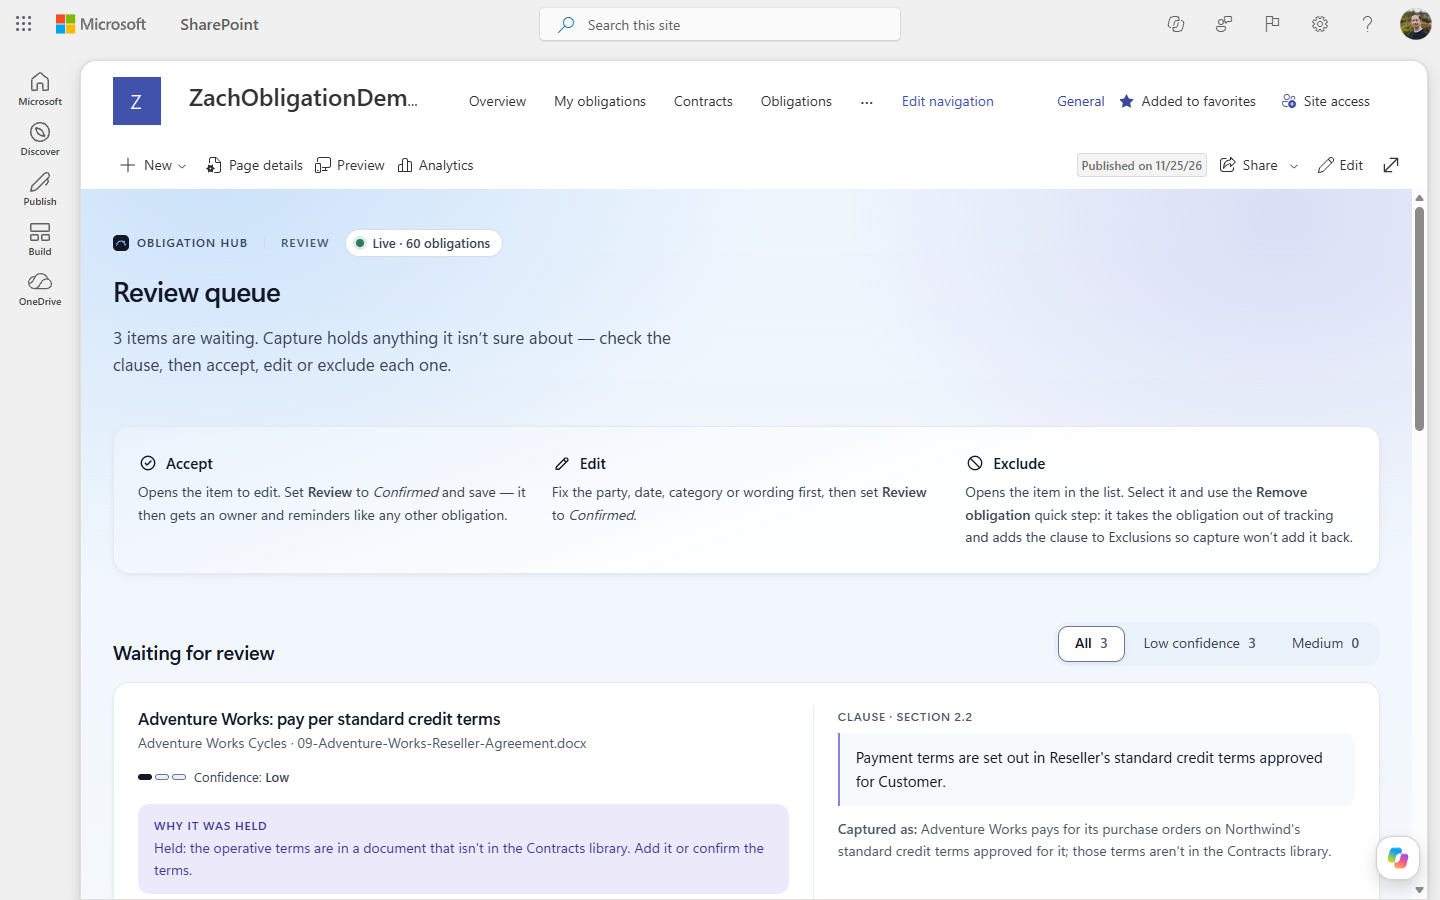 Microsoft
SharePoint
Search this site
Microsoft
Discover
Publish
Build
OneDrive
Z
ZachObligationDem...
Overview
My obligations
Contracts
Obligations
...
Edit navigation
General
Added to favorites
Site access
New
Page details
Preview
Analytics
Published on 11/25/26
Share
Edit
OBLIGATION HUB
REVIEW
Live · 60 obligations
Review queue
3 items are waiting. Capture holds anything it isn’t sure about — check the
clause, then accept, edit or exclude each one.
Accept
Opens the item to edit. Set Review to Confirmed and save — it
then gets an owner and reminders like any other obligation.
Edit
Fix the party, date, category or wording first, then set Review
to Confirmed.
Exclude
Opens the item in the list. Select it and use the Remove
obligation quick step: it takes the obligation out of tracking
and adds the clause to Exclusions so capture won’t add it back.
Waiting for review
All 3
Low confidence 3
Medium 0
Adventure Works: pay per standard credit terms
Adventure Works Cycles · 09-Adventure-Works-Reseller-Agreement.docx
Confidence: Low
WHY IT WAS HELD
Held: the operative terms are in a document that isn't in the Contracts library. Add it or confirm the
terms.
CLAUSE · SECTION 2.2
Payment terms are set out in Reseller's standard credit terms approved
for Customer.
Captured as: Adventure Works pays for its purchase orders on Northwind's
standard credit terms approved for it; those terms aren't in the Contracts library.